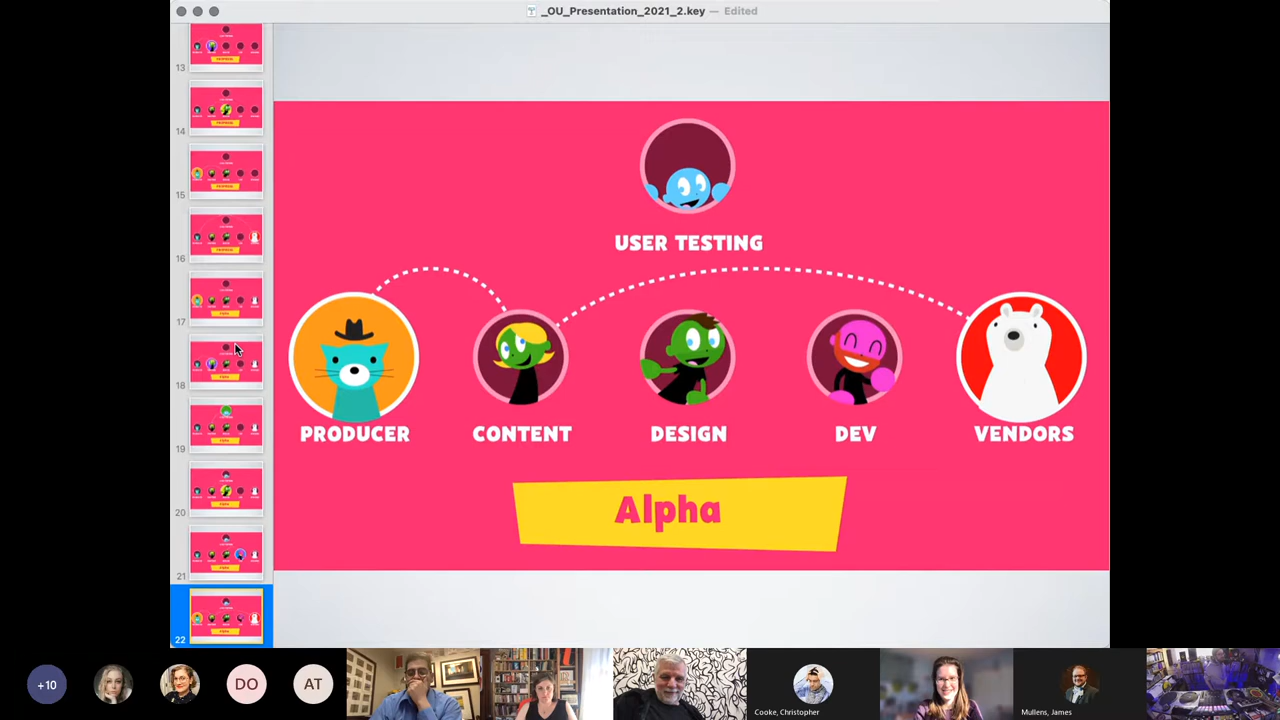 _OU_Presentation_2021_2.key — Edited
13
14
15
16
17
18
19
20
21
22
USER TESTING
PRODUCER
CONTENT
DESIGN
DEV
VENDORS
Alpha
+10
DO
AT
Cooke, Christopher
Mullens, James